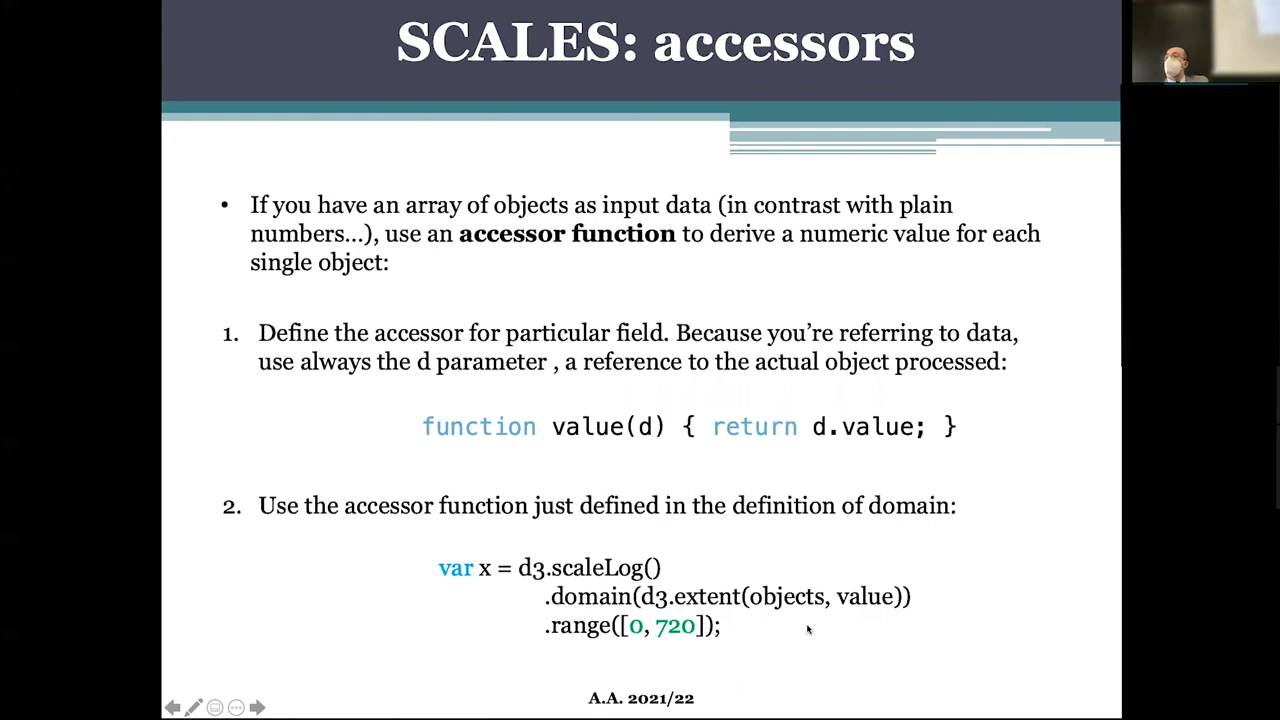 SCALES: accessors
• If you have an array of objects as input data (in contrast with plain
numbers...), use an accessor function to derive a numeric value for each
single object:
1. Define the accessor for particular field. Because you’re referring to data,
use always the d parameter , a reference to the actual object processed:
function value(d) { return d.value; }
2. Use the accessor function just defined in the definition of domain:
var x = d3.scaleLog()
.domain(d3.extent(objects, value))
.range([0, 720]);
A.A. 2021/22